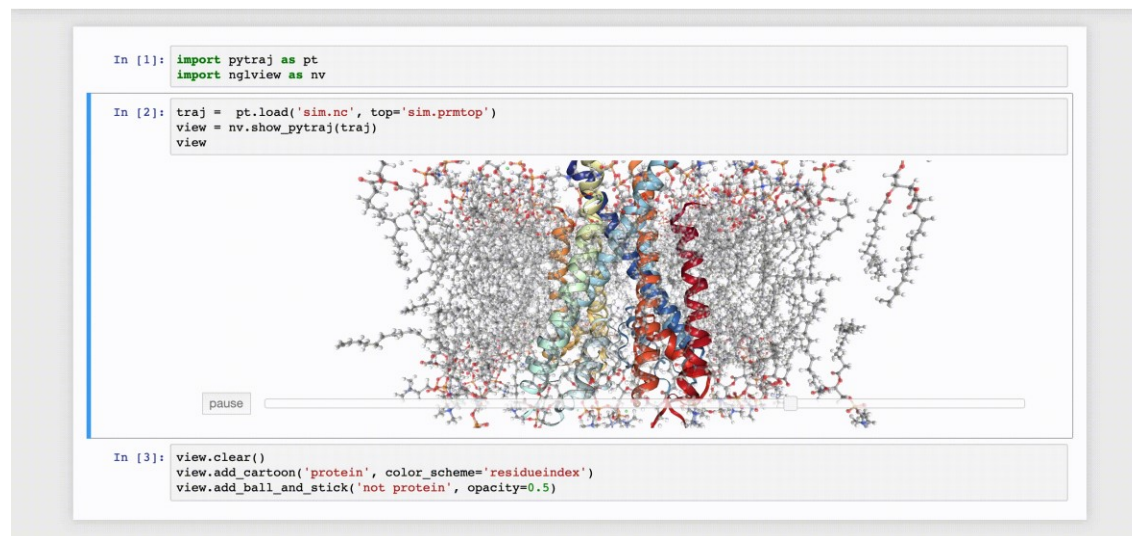 In [1]: import pytraj as pt
import nglview as nv
In [2]: traj =  pt.load('sim.nc', top='sim.prmtop')
view = nv.show_pytraj(traj)
view
pause
In [3]: view.clear()
view.add_cartoon('protein', color_scheme='residueindex')
view.add_ball_and_stick('not protein', opacity=0.5)